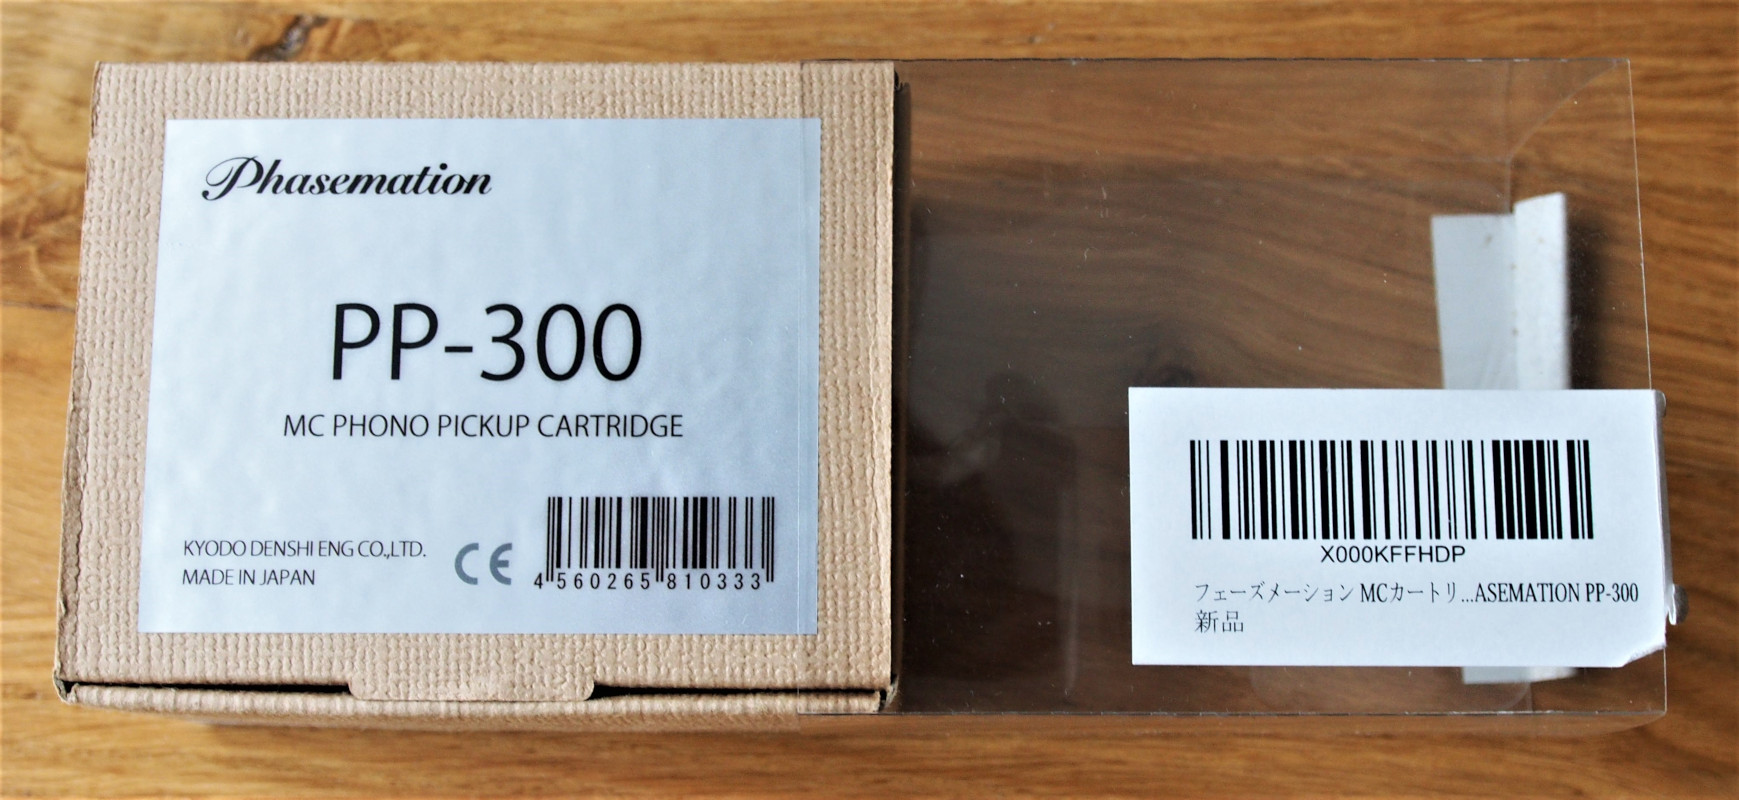 Phasemation
PP-300
MC PHONO PICKUP CARTRIDGE
KYODO DENSHI ENG CO.,LTD.
MADE IN JAPAN
CE
4 560265 810333
X000KFFHDP
フェーズメーション MCカートリ...ASEMATION PP-300
新品